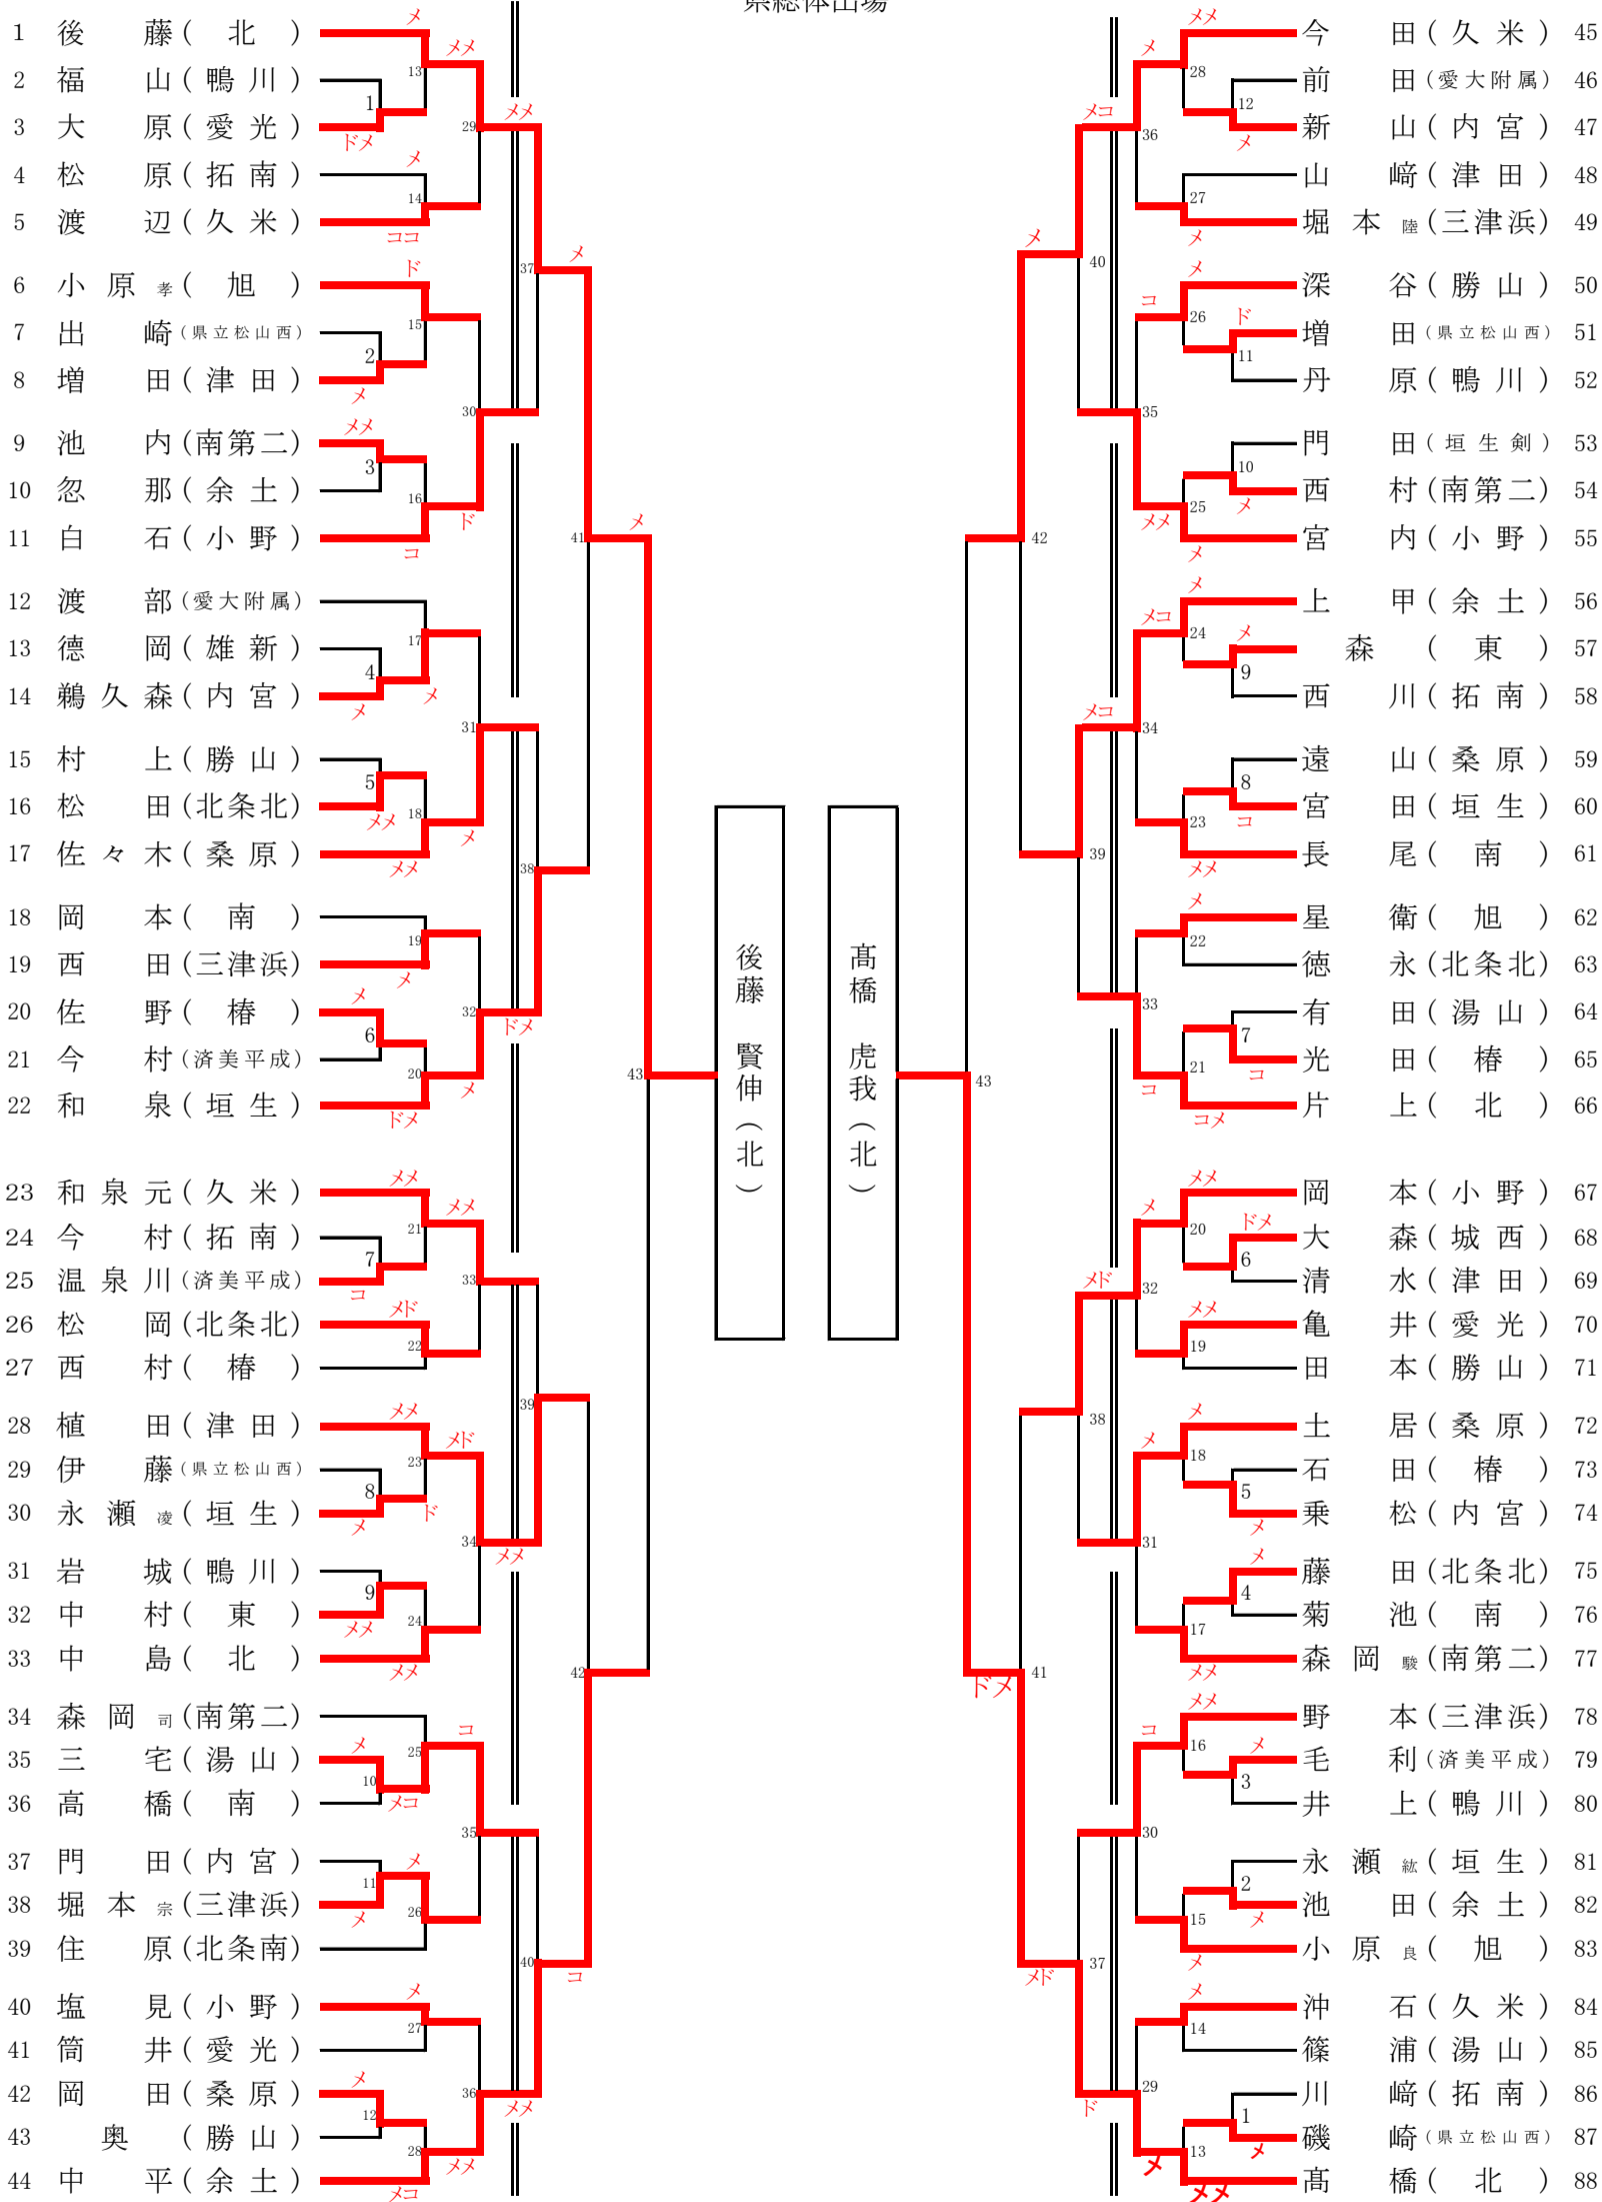 県総体出場
1 後藤(北)
2 福山(鴨川)
3 大原(愛光)
4 松原(拓南)
5 渡辺(久米)
6 小原孝(旭)
7 出崎(県立松山西)
8 増田(津田)
9 池内(南第二)
10 忽那(余土)
11 白石(小野)
12 渡部(愛大附属)
13 德岡(雄新)
14 鵜久森(内宮)
15 村上(勝山)
16 松田(北条北)
17 佐々木(桑原)
18 岡本(南)
19 西田(三津浜)
20 佐野(椿)
21 今村(済美平成)
22 和泉(垣生)
23 和泉元(久米)
24 今村(拓南)
25 温泉川(済美平成)
26 松岡(北条北)
27 西村(椿)
28 植田(津田)
29 伊藤(県立松山西)
30 永瀬凌(垣生)
31 岩城(鴨川)
32 中村(東)
33 中島(北)
34 森岡司(南第二)
35 三宅(湯山)
36 高橋(南)
37 門田(内宮)
38 堀本宗(三津浜)
39 住原(北条南)
40 塩見(小野)
41 筒井(愛光)
42 岡田(桑原)
43 奥(勝山)
44 中平(余土)
後藤 賢伸(北)
髙橋 虎我(北)
今田(久米) 45
前田(愛大附属) 46
新山(内宮) 47
山﨑(津田) 48
堀本陸(三津浜) 49
深谷(勝山) 50
増田(県立松山西) 51
丹原(鴨川) 52
門田(垣生剣) 53
西村(南第二) 54
宮内(小野) 55
上甲(余土) 56
森(東) 57
西川(拓南) 58
遠山(桑原) 59
宮田(垣生) 60
長尾(南) 61
星衛(旭) 62
徳永(北条北) 63
有田(湯山) 64
光田(椿) 65
片上(北) 66
岡本(小野) 67
大森(城西) 68
清水(津田) 69
亀井(愛光) 70
田本(勝山) 71
土居(桑原) 72
石田(椿) 73
乗松(内宮) 74
藤田(北条北) 75
菊池(南) 76
森岡駿(南第二) 77
野本(三津浜) 78
毛利(済美平成) 79
井上(鴨川) 80
永瀬紘(垣生) 81
池田(余土) 82
小原良(旭) 83
沖石(久米) 84
篠浦(湯山) 85
川﨑(拓南) 86
磯崎(県立松山西) 87
髙橋(北) 88